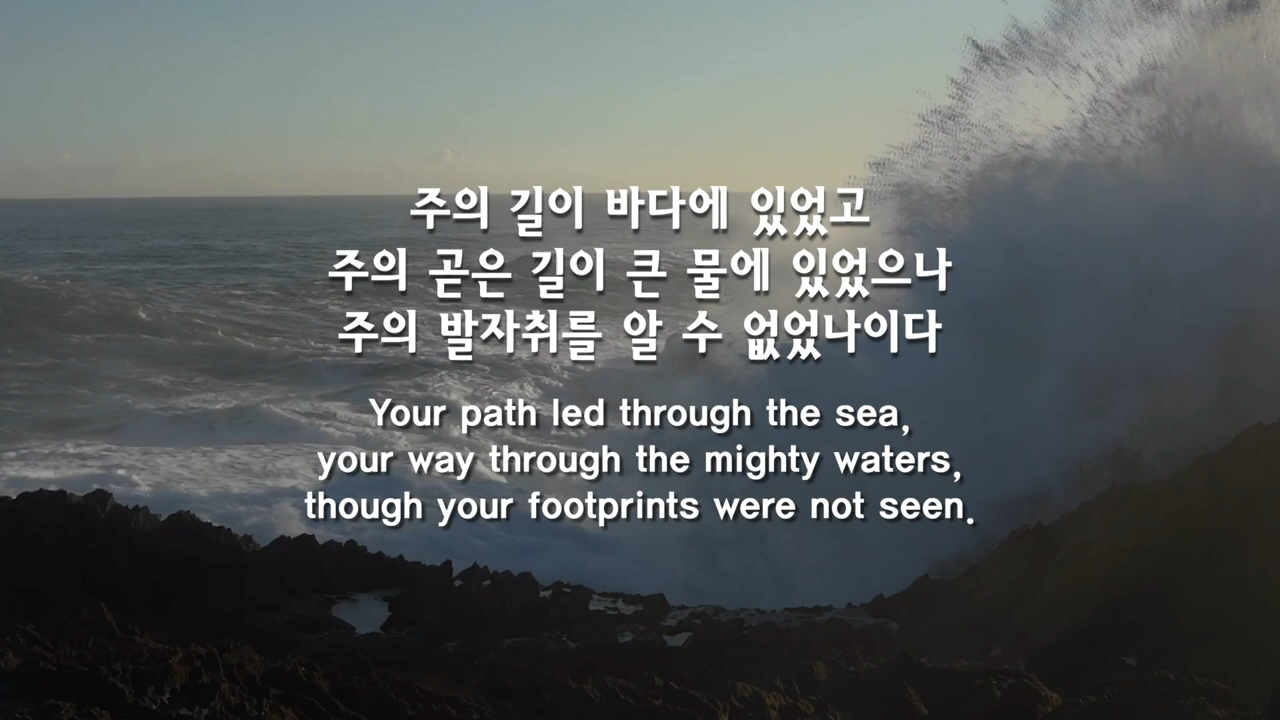 주의 길이 바다에 있었고
주의 곧은 길이 큰 물에 있었으나
주의 발자취를 알 수 없었나이다
Your path led through the sea,
your way through the mighty waters,
though your footprints were not seen.